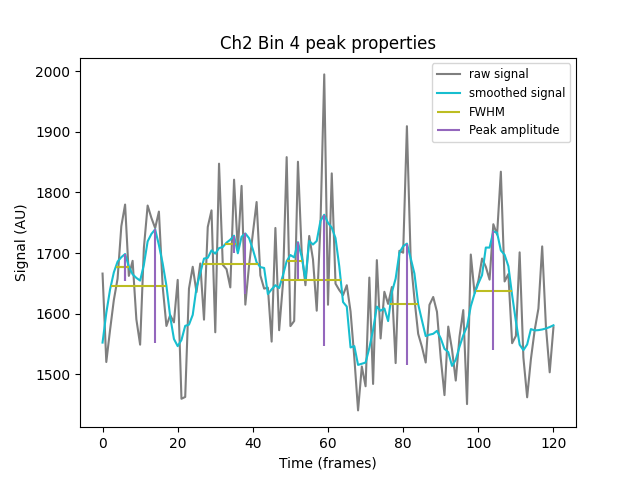 Ch2 Bin 4 peak properties
raw signal
smoothed signal
FWHM
Peak amplitude
Signal (AU)
2000
1900
1800
1700
1600
1500
0 20 40 60 80 100 120
Time (frames)